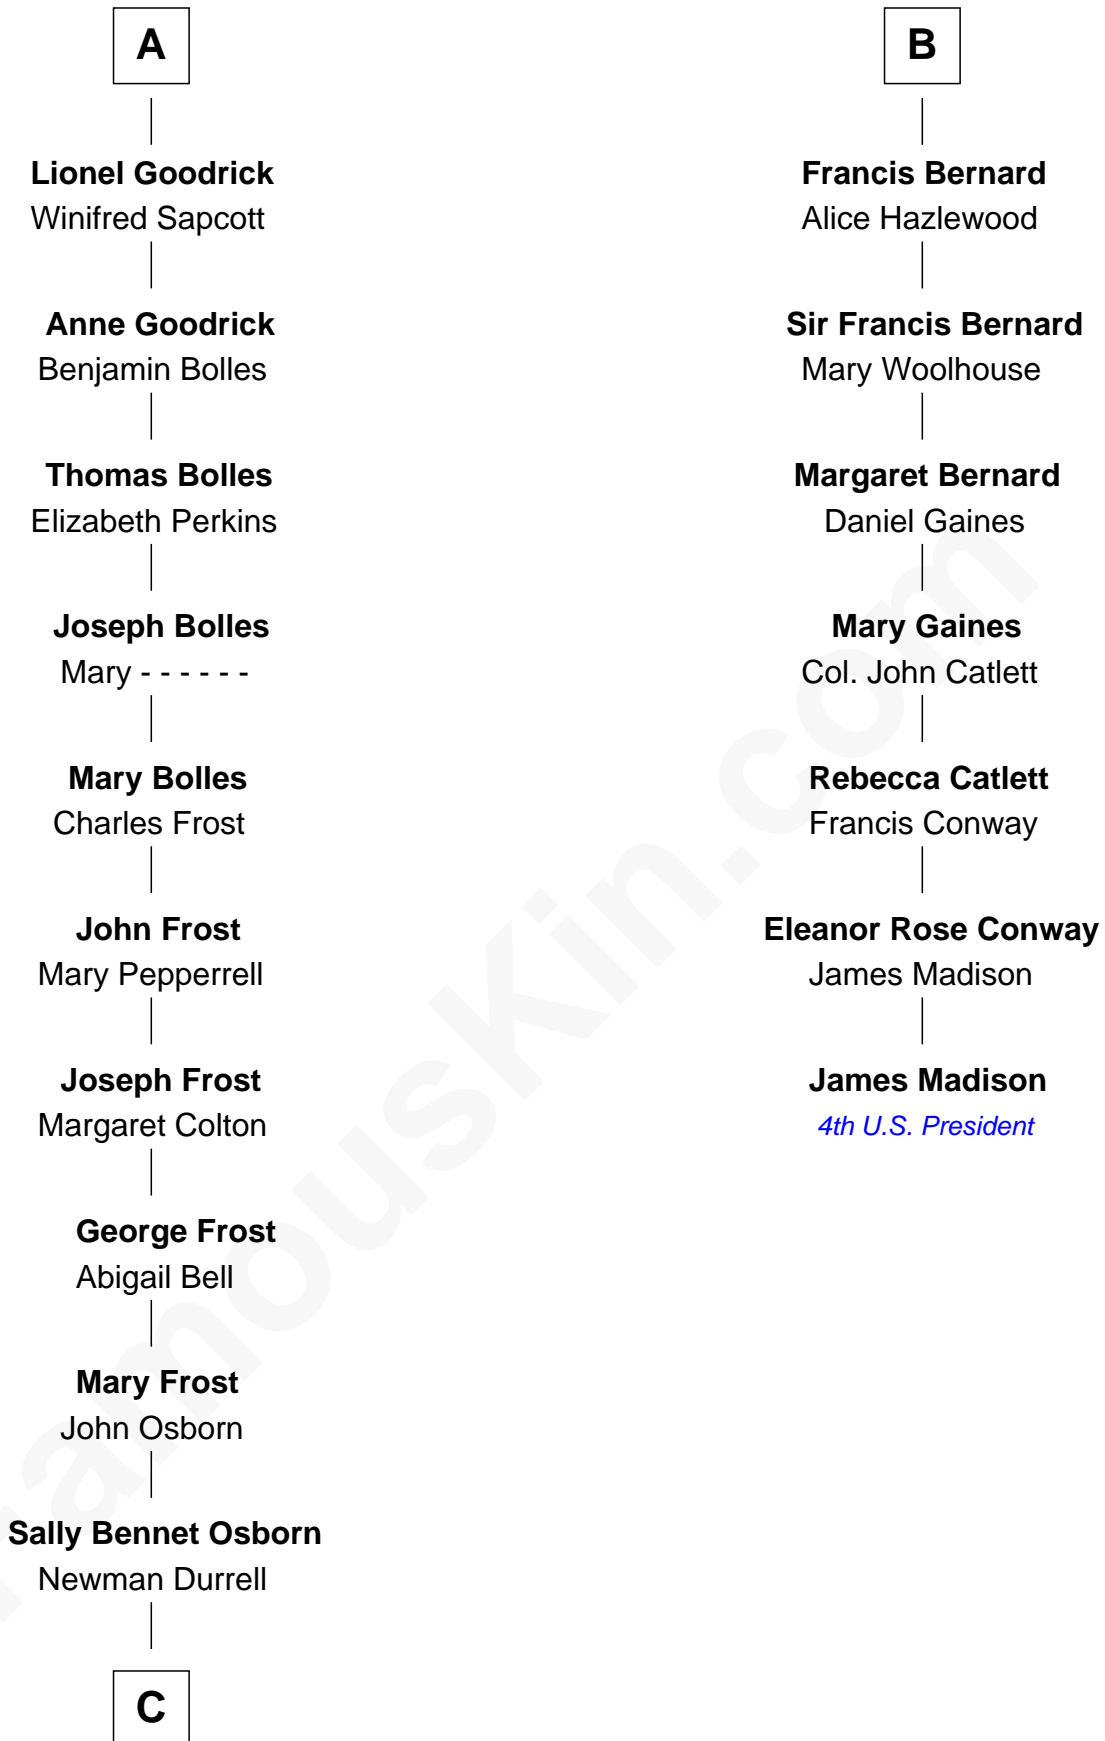 A
Lionel Goodrick
Winifred Sapcott
Anne Goodrick
Benjamin Bolles
Thomas Bolles
Elizabeth Perkins
Joseph Bolles
Mary - - - - - -
Mary Bolles
Charles Frost
John Frost
Mary Pepperrell
Joseph Frost
Margaret Colton
George Frost
Abigail Bell
Mary Frost
John Osborn
Sally Bennet Osborn
Newman Durrell
C
B
Francis Bernard
Alice Hazlewood
Sir Francis Bernard
Mary Woolhouse
Margaret Bernard
Daniel Gaines
Mary Gaines
Col. John Catlett
Rebecca Catlett
Francis Conway
Eleanor Rose Conway
James Madison
James Madison
4th U.S. President
FamousKin.com